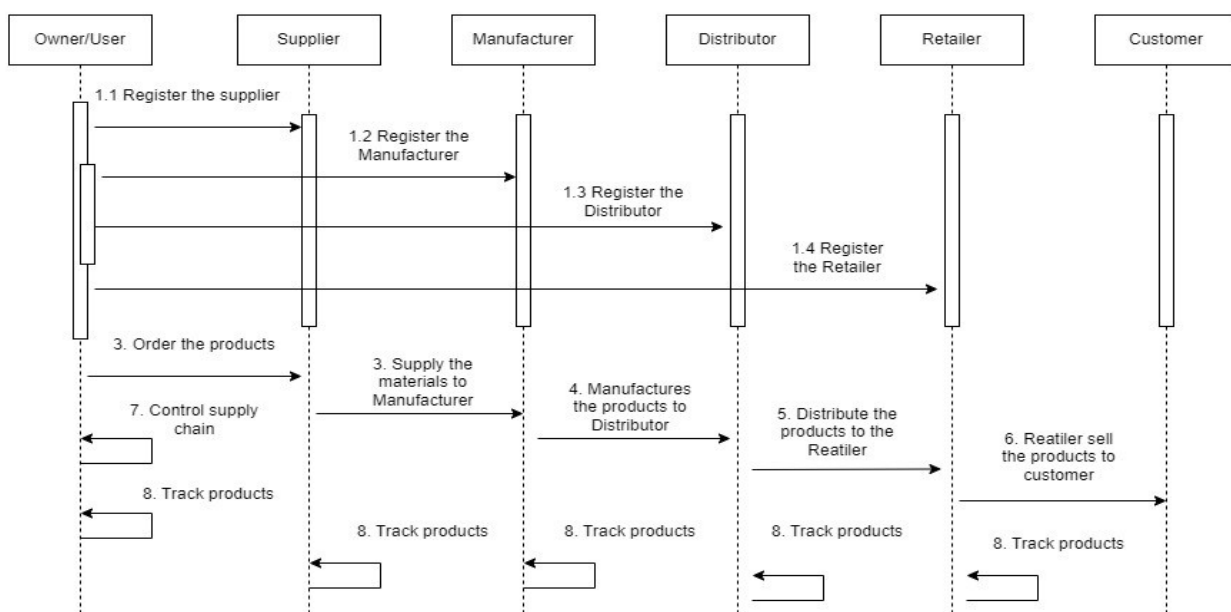 Owner/User
Supplier
Manufacturer
Distributor
Retailer
Customer
1.1 Register the supplier
1.2 Register the
Manufacturer
1.3 Register the
Distributor
1.4 Register
the Retailer
3. Order the products
3. Supply the
materials to
Manufacturer
4. Manufactures
the products to
Distributor
5. Distribute the
products to the
Reatiler
6. Reatiler sell
the products to
customer
7. Control supply
chain
8. Track products
8. Track products
8. Track products
8. Track products
8. Track products